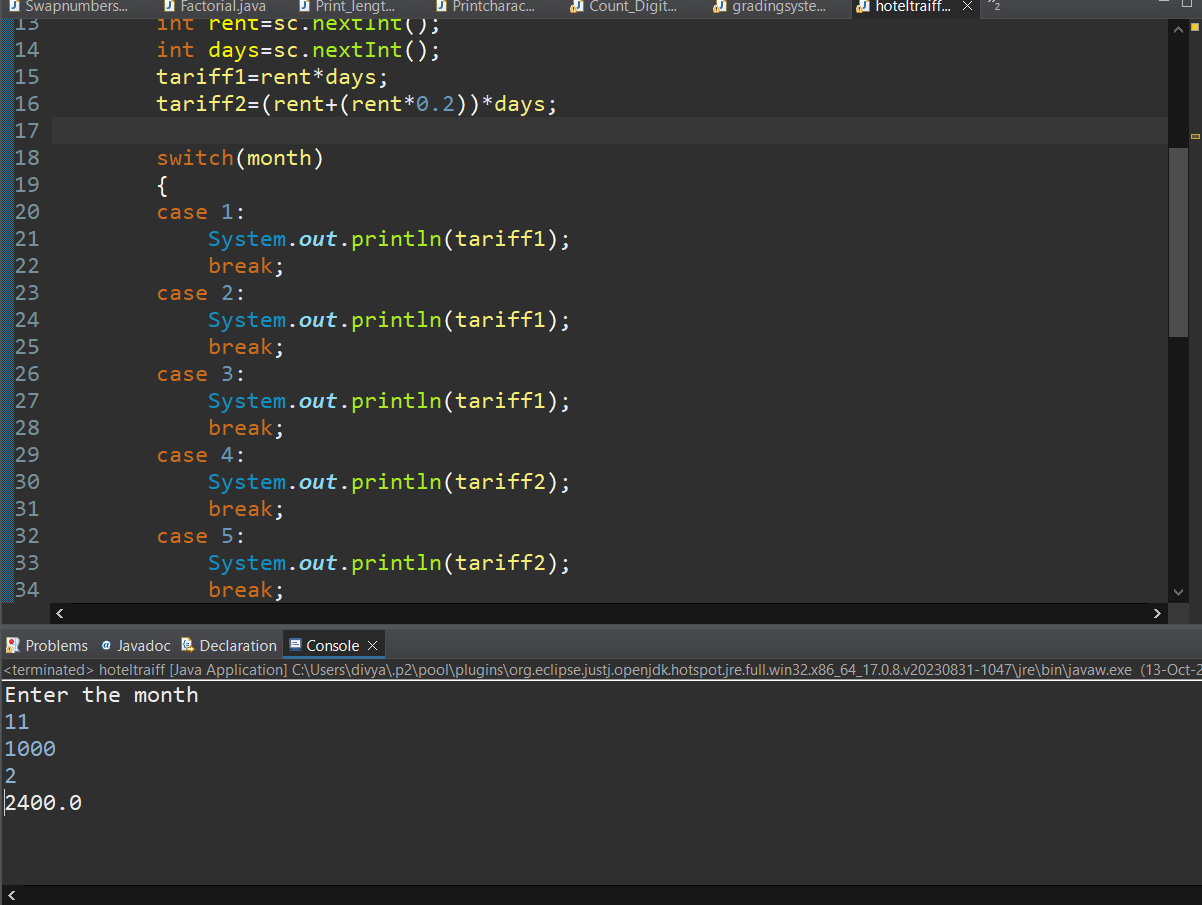 Swapnumbers... Factorial.java Print_lengt... Printcharac... Count_Digit... gradingsyste... hoteltraiff... 2
13 int rent=sc.nextInt();
14 int days=sc.nextInt();
15 tariff1=rent*days;
16 tariff2=(rent+(rent*0.2))*days;
17
18 switch(month)
19 {
20 case 1:
21 System.out.println(tariff1);
22 break;
23 case 2:
24 System.out.println(tariff1);
25 break;
26 case 3:
27 System.out.println(tariff1);
28 break;
29 case 4:
30 System.out.println(tariff2);
31 break;
32 case 5:
33 System.out.println(tariff2);
34 break;
Problems @ Javadoc Declaration Console
<terminated> hoteltraiff [Java Application] C:\Users\divya\.p2\pool\plugins\org.eclipse.justj.openjdk.hotspot.jre.full.win32.x86_64_17.0.8.v20230831-1047\jre\bin\javaw.exe (13-Oct-2
Enter the month
11
1000
2
2400.0